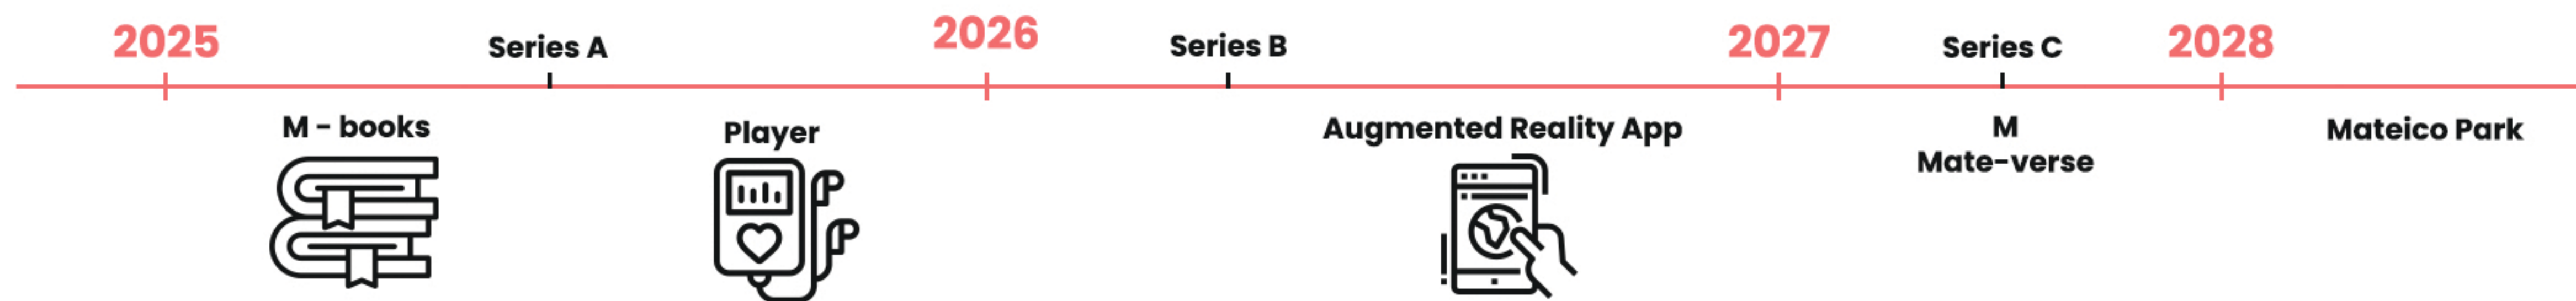 2025
Series A
2026
Series B
2027
Series C
2028
M - books
Player
Augmented Reality App
M
Mate-verse
Mateico Park